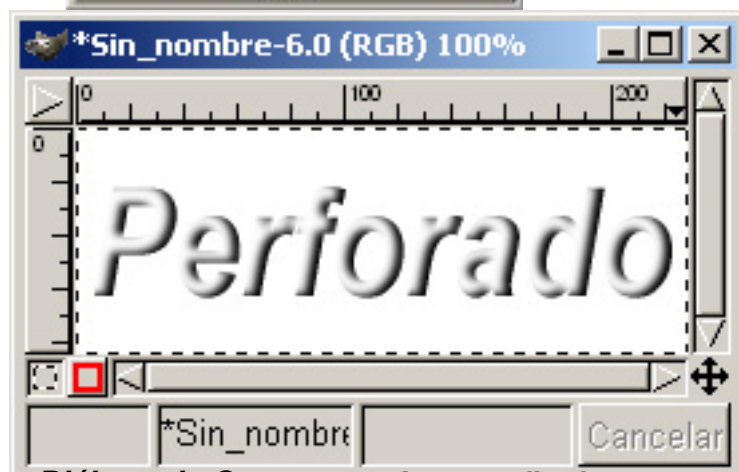 *Sin_nombre-6.0 (RGB) 100%
0 100 200
0
Perforado
*Sin_nombre
Cancelar